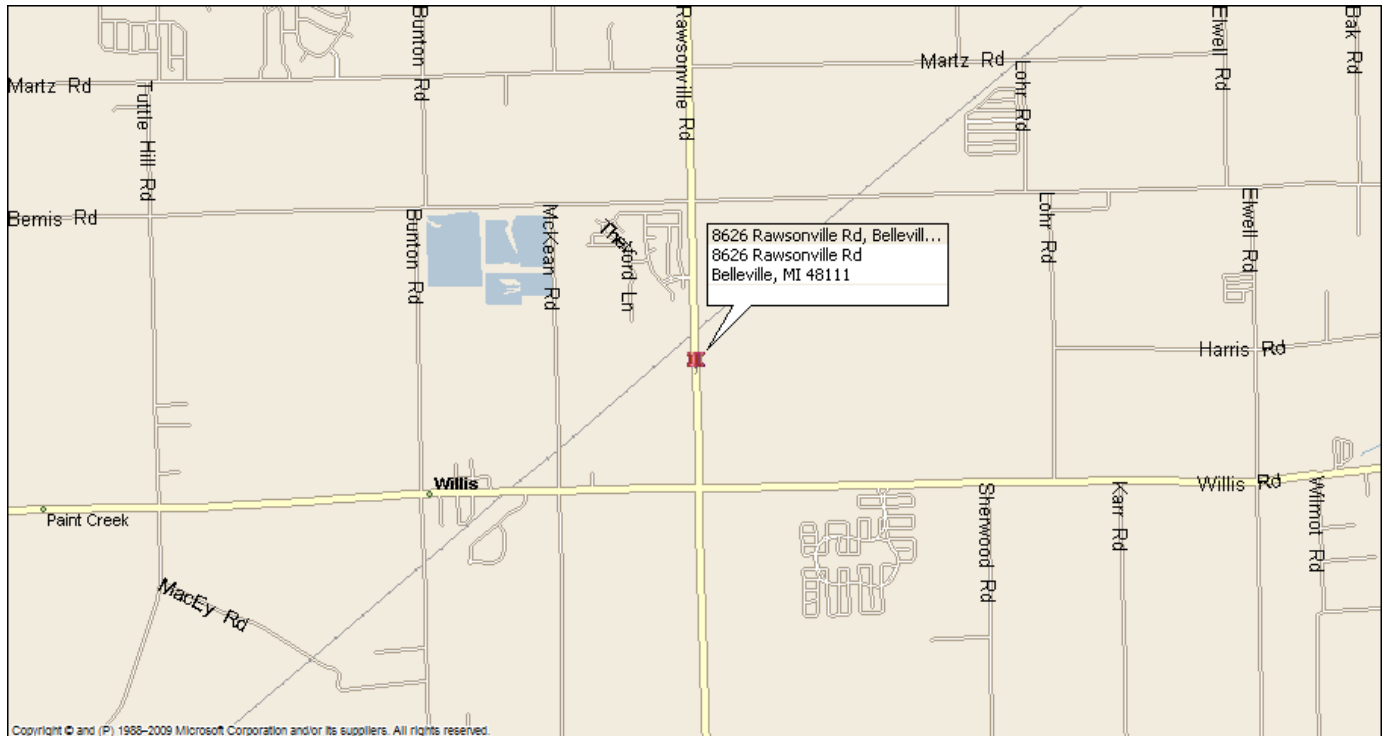 Bunton Rd
Rawsonville Rd
Elwell Rd
Bak Rd
Martz Rd
Martz Rd
Tuttle Hill Rd
Lohr Rd
Bemis Rd
Bunton Rd
McKean Rd
Thetford Ln
Lohr Rd
Elwell Rd
8626 Rawsonville Rd, Bellevill...
8626 Rawsonville Rd
Belleville, MI 48111
Harris Rd
Willis
Willis Rd
Paint Creek
Sherwood Rd
Karr Rd
Wilmot Rd
MacEy Rd
Copyright © and (P) 1988–2009 Microsoft Corporation and/or its suppliers. All rights reserved.